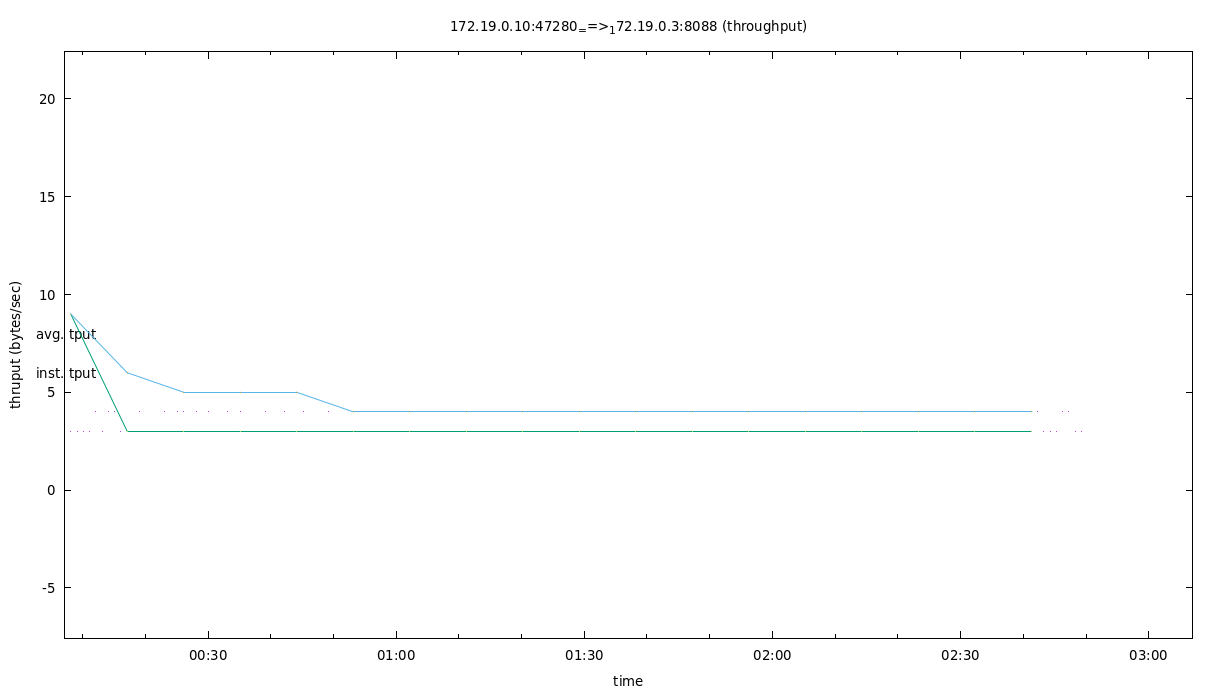 172.19.0.10:47280_==>_172.19.0.3:8088 (throughput)
thruput (bytes/sec)
20
15
10
avg. tput
inst. tput
5
0
-5
00:30
01:00
01:30
02:00
02:30
03:00
time